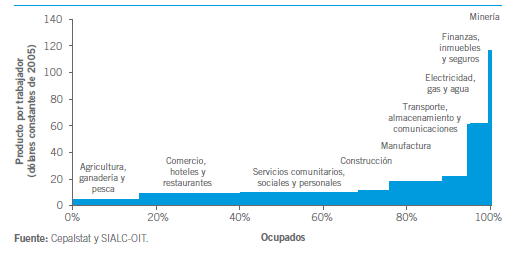 Producto por trabajador
(dólares constantes de 2005)
140
120
100
80
60
40
20
0
Minería
Finanzas,
inmuebles
y seguros
Electricidad,
gas y agua
Transporte,
almacenamiento y
comunicaciones
Manufactura
Construcción
Servicios comunitarios,
sociales y personales
Comercio,
hoteles y
restaurantes
Agricultura,
ganadería y
pesca
0%
20%
40%
60%
80%
100%
Ocupados
Fuente: Cepalstat y SIALC-OIT.